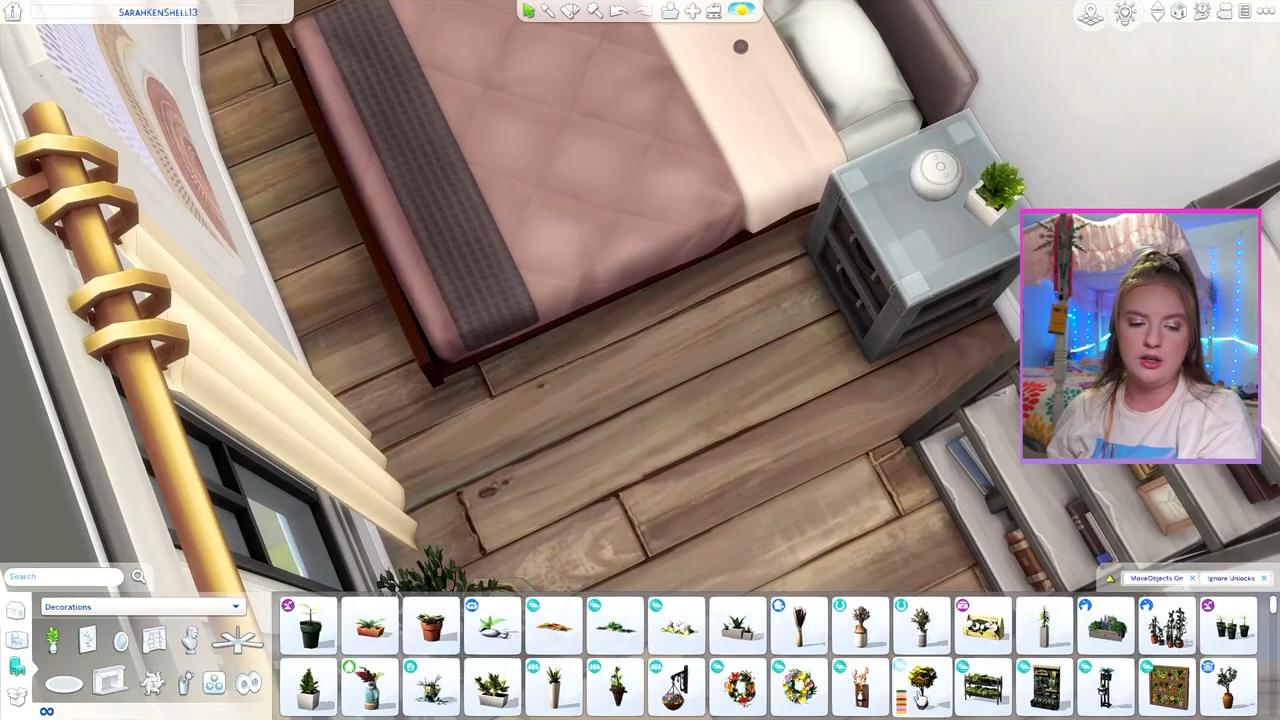 SARAHKENSHELL13
MoveObjects On
Ignore Unlocks
Search
Decorations